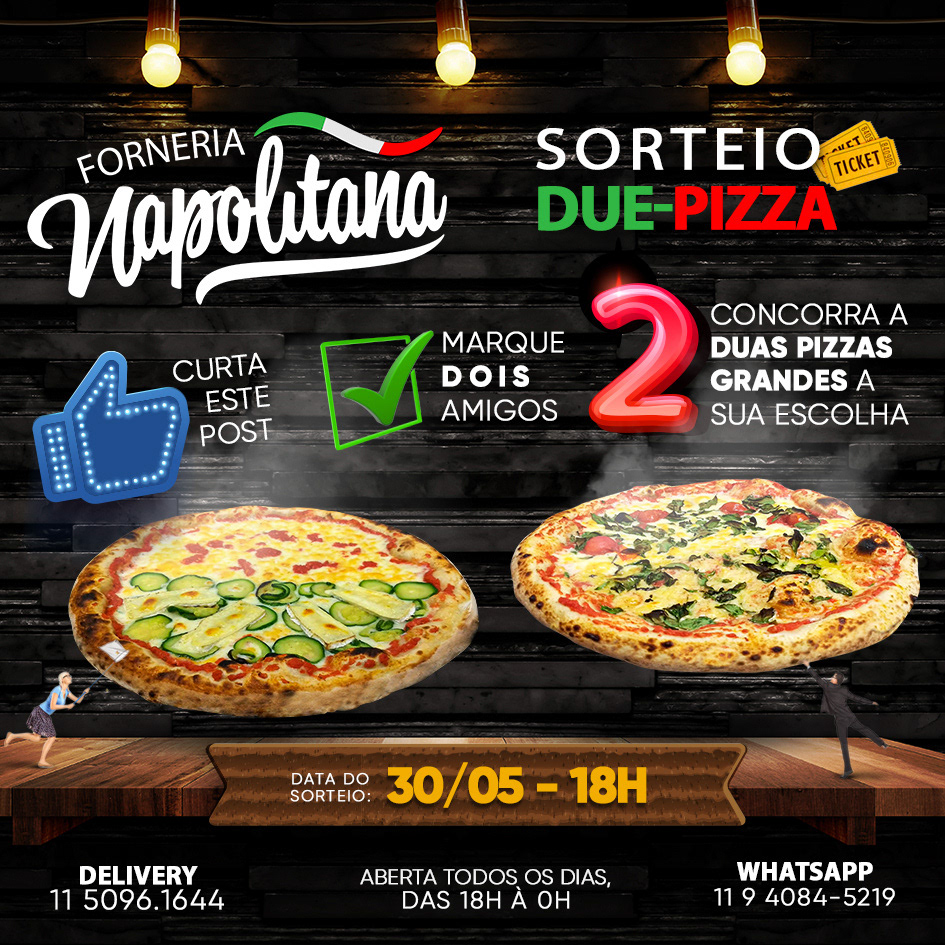 FORNERIA
Napolitana
SORTEIO
DUE-PIZZA
TICKET
CURTA
ESTE
POST
MARQUE
DOIS
AMIGOS
2
CONCORRA A
DUAS PIZZAS
GRANDES A
SUA ESCOLHA
DATA DO
SORTEIO:
30/05 - 18H
DELIVERY
11 5096.1644
ABERTA TODOS OS DIAS,
DAS 18H À 0H
WHATSAPP
11 9 4084-5219